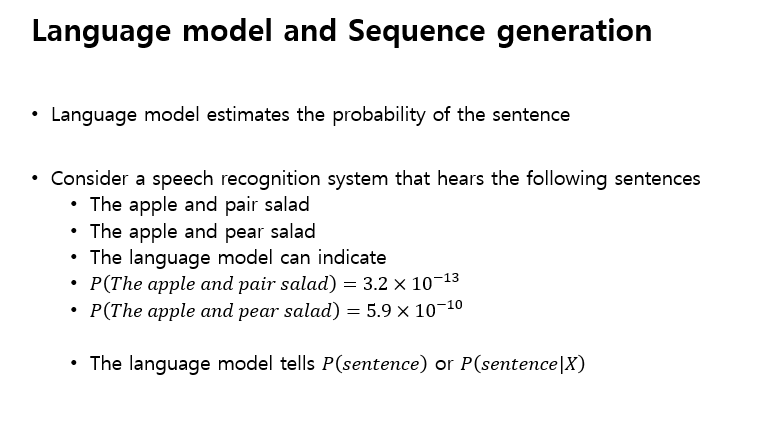 Language model and Sequence generation
• Language model estimates the probability of the sentence
• Consider a speech recognition system that hears the following sentences
• The apple and pair salad
• The apple and pear salad
• The language model can indicate
• P(The apple and pair salad) = 3.2 × 10⁻¹³
• P(The apple and pear salad) = 5.9 × 10⁻¹⁰
• The language model tells P(sentence) or P(sentence|X)